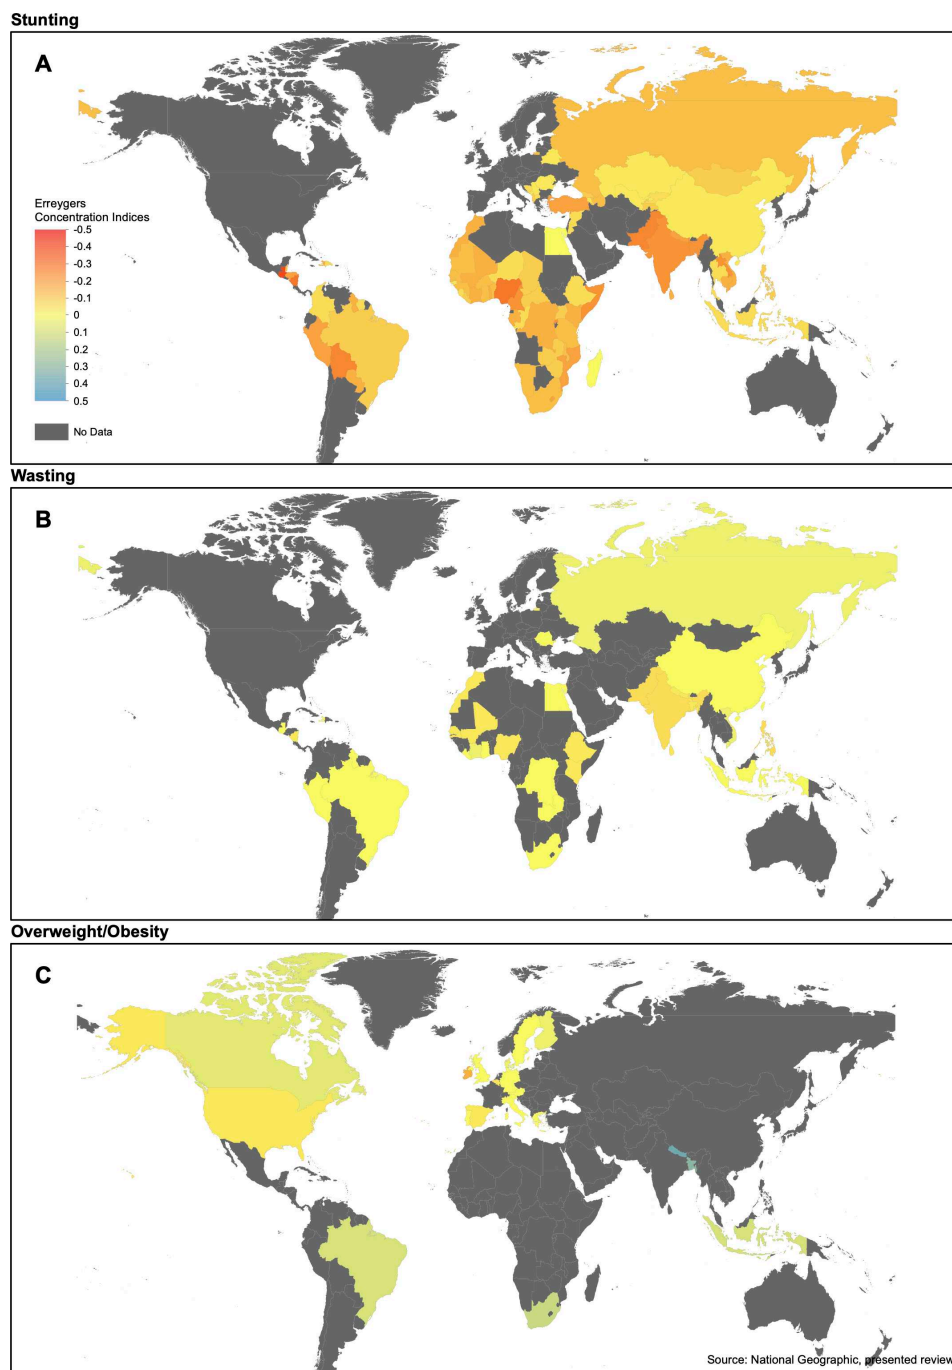 Stunting
A
Erreygers
Concentration Indices
-0.5
-0.4
-0.3
-0.2
-0.1
0
0.1
0.2
0.3
0.4
0.5
No Data
Wasting
B
Overweight/Obesity
C
Source: National Geographic, presented review